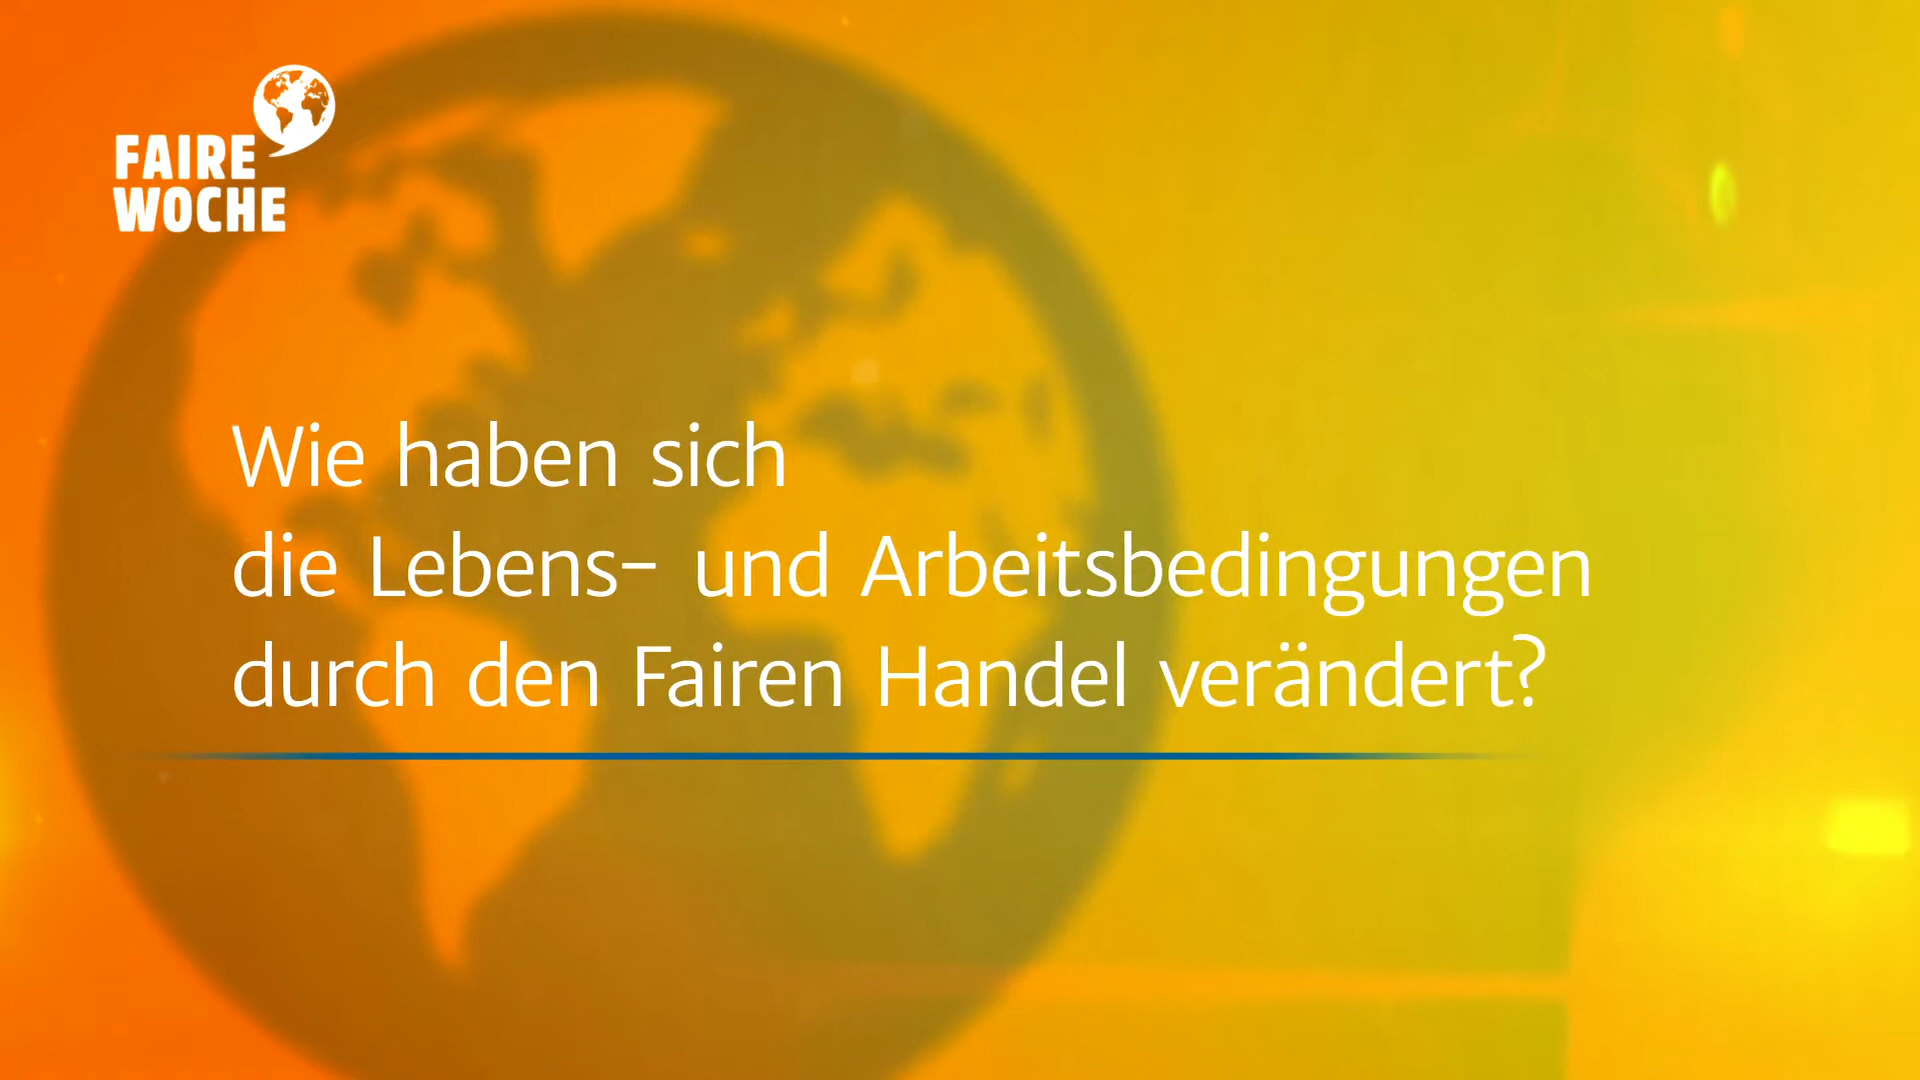 FAIRE
WOCHE
Wie haben sich
die Lebens- und Arbeitsbedingungen
durch den Fairen Handel verändert?